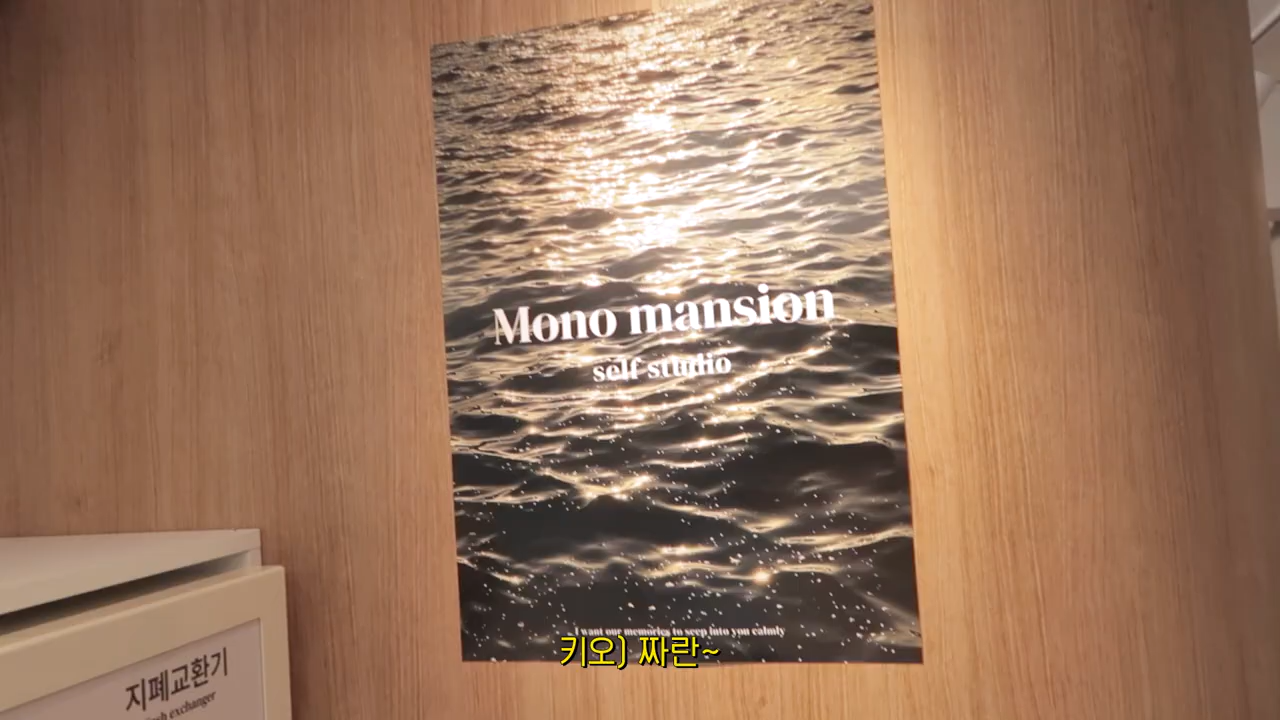 Mono mansion
self studio
I want our memories to seep into you calmly
키오) 짜란~
지폐교환기
exchanger